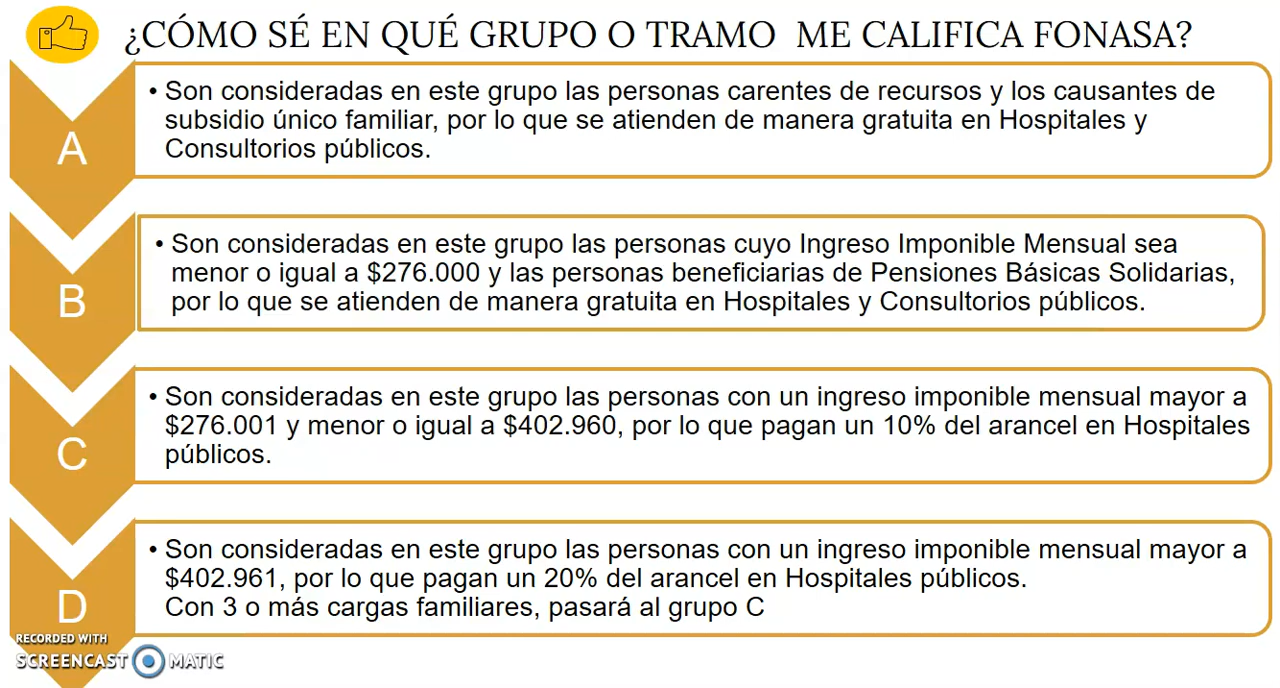 ¿CÓMO SÉ EN QUÉ GRUPO O TRAMO ME CALIFICA FONASA?
A
• Son consideradas en este grupo las personas carentes de recursos y los causantes de
subsidio único familiar, por lo que se atienden de manera gratuita en Hospitales y
Consultorios públicos.
B
• Son consideradas en este grupo las personas cuyo Ingreso Imponible Mensual sea
menor o igual a $276.000 y las personas beneficiarias de Pensiones Básicas Solidarias,
por lo que se atienden de manera gratuita en Hospitales y Consultorios públicos.
C
• Son consideradas en este grupo las personas con un ingreso imponible mensual mayor a
$276.001 y menor o igual a $402.960, por lo que pagan un 10% del arancel en Hospitales
públicos.
D
• Son consideradas en este grupo las personas con un ingreso imponible mensual mayor a
$402.961, por lo que pagan un 20% del arancel en Hospitales públicos.
Con 3 o más cargas familiares, pasará al grupo C
RECORDED WITH
SCREENCAST MATIC